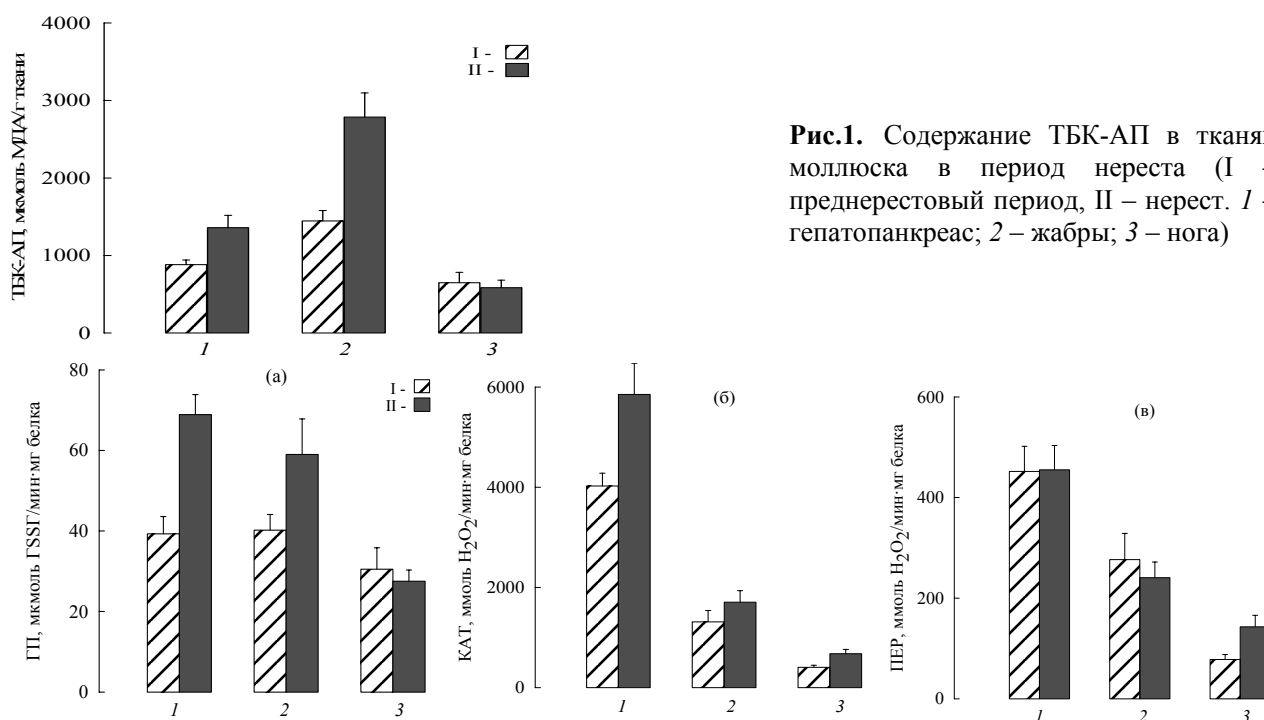 4000
3000
2000
1000
0
ТБК-АП, мкмоль МДА/г ткани
I -
II -
1 2 3
Рис.1. Содержание ТБК-АП в тканях
моллюска в период нереста (I –
преднерестовый период, II – нерест. 1 –
гепатопанкреас; 2 – жабры; 3 – нога)
(а)
80
60
40
20
0
ГП, мкмоль ГSSГ/мин·мг белка
I -
II -
1 2 3
(б)
6000
4000
2000
0
КАТ, ммоль H2O2/мин·мг белка
1 2 3
(в)
600
400
200
0
ПЕР, ммоль H2O2/мин·мг белка
1 2 3